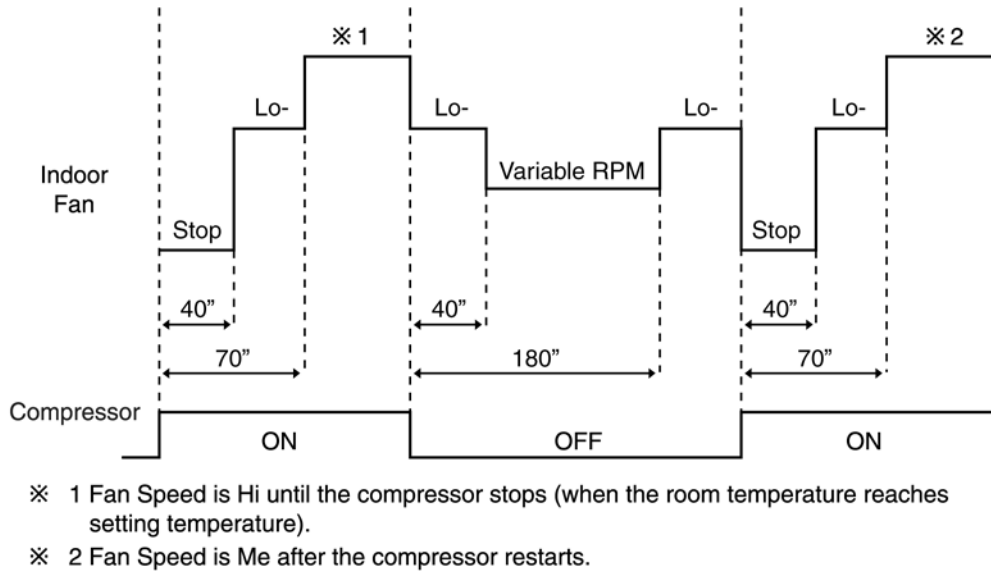 ※ 1
※ 2
Lo-
Lo-
Lo-
Lo-
Variable RPM
Indoor
Fan
Stop
Stop
40”
40”
40”
70”
180”
70”
Compressor
ON
OFF
ON
※ 1 Fan Speed is Hi until the compressor stops (when the room temperature reaches
setting temperature).
※ 2 Fan Speed is Me after the compressor restarts.